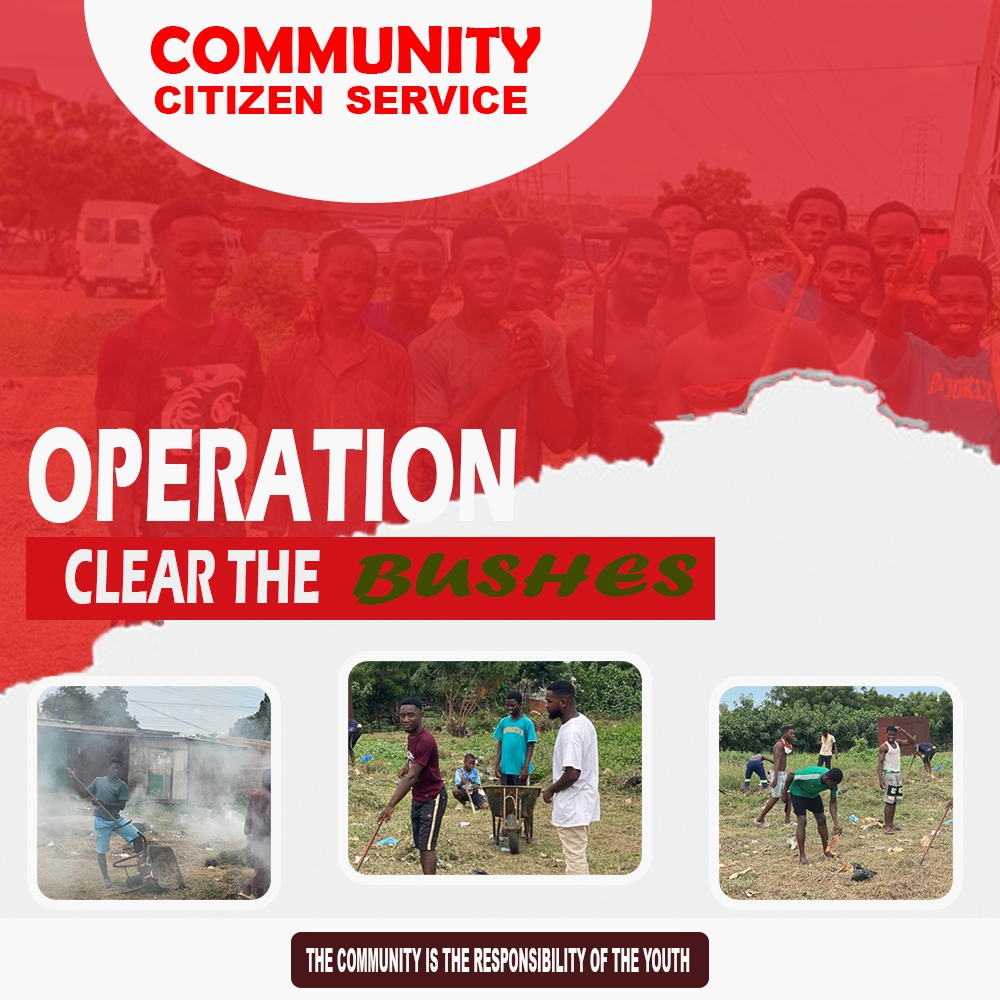 COMMUNITY
CITIZEN SERVICE
OPERATION
CLEAR THE BUSHES
THE COMMUNITY IS THE RESPONSIBILITY OF THE YOUTH